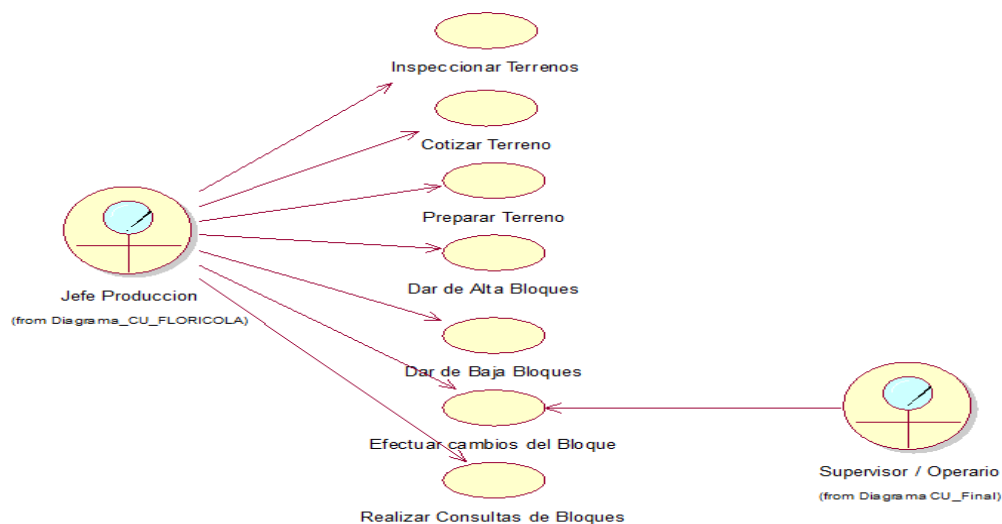 Inspeccionar Terrenos
Cotizar Terreno
Preparar Terreno
Dar de Alta Bloques
Jefe Produccion
(from Diagrama_CU_FLORICOLA)
Dar de Baja Bloques
Efectuar cambios del Bloque
Supervisor / Operario
(from Diagrama CU_Final)
Realizar Consultas de Bloques